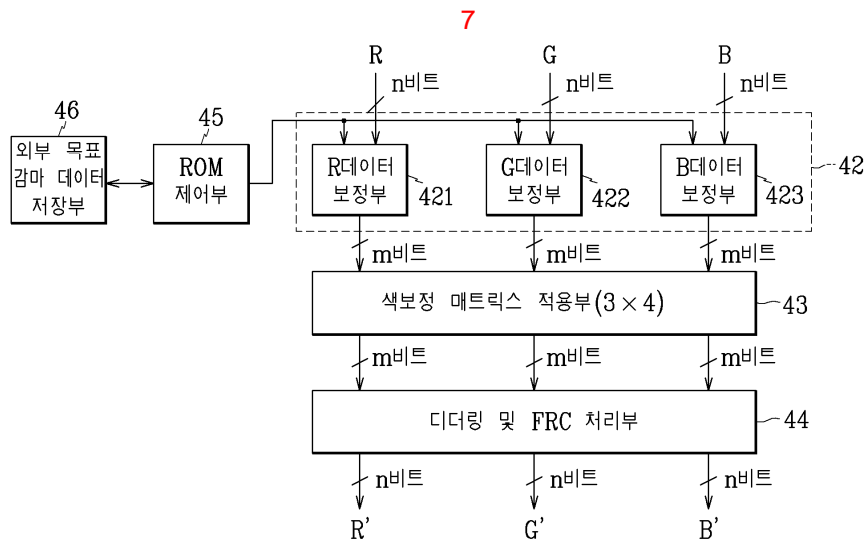 7
R G B
n비트 n비트 n비트
46 45
외부 목표
감마 데이터
저장부
ROM
제어부
R데이터
보정부
421
G데이터
보정부
422
B데이터
보정부
423
42
m비트 m비트 m비트
색보정 매트릭스 적용부(3×4)
43
m비트 m비트 m비트
디더링 및 FRC 처리부
44
n비트 n비트 n비트
R' G' B'